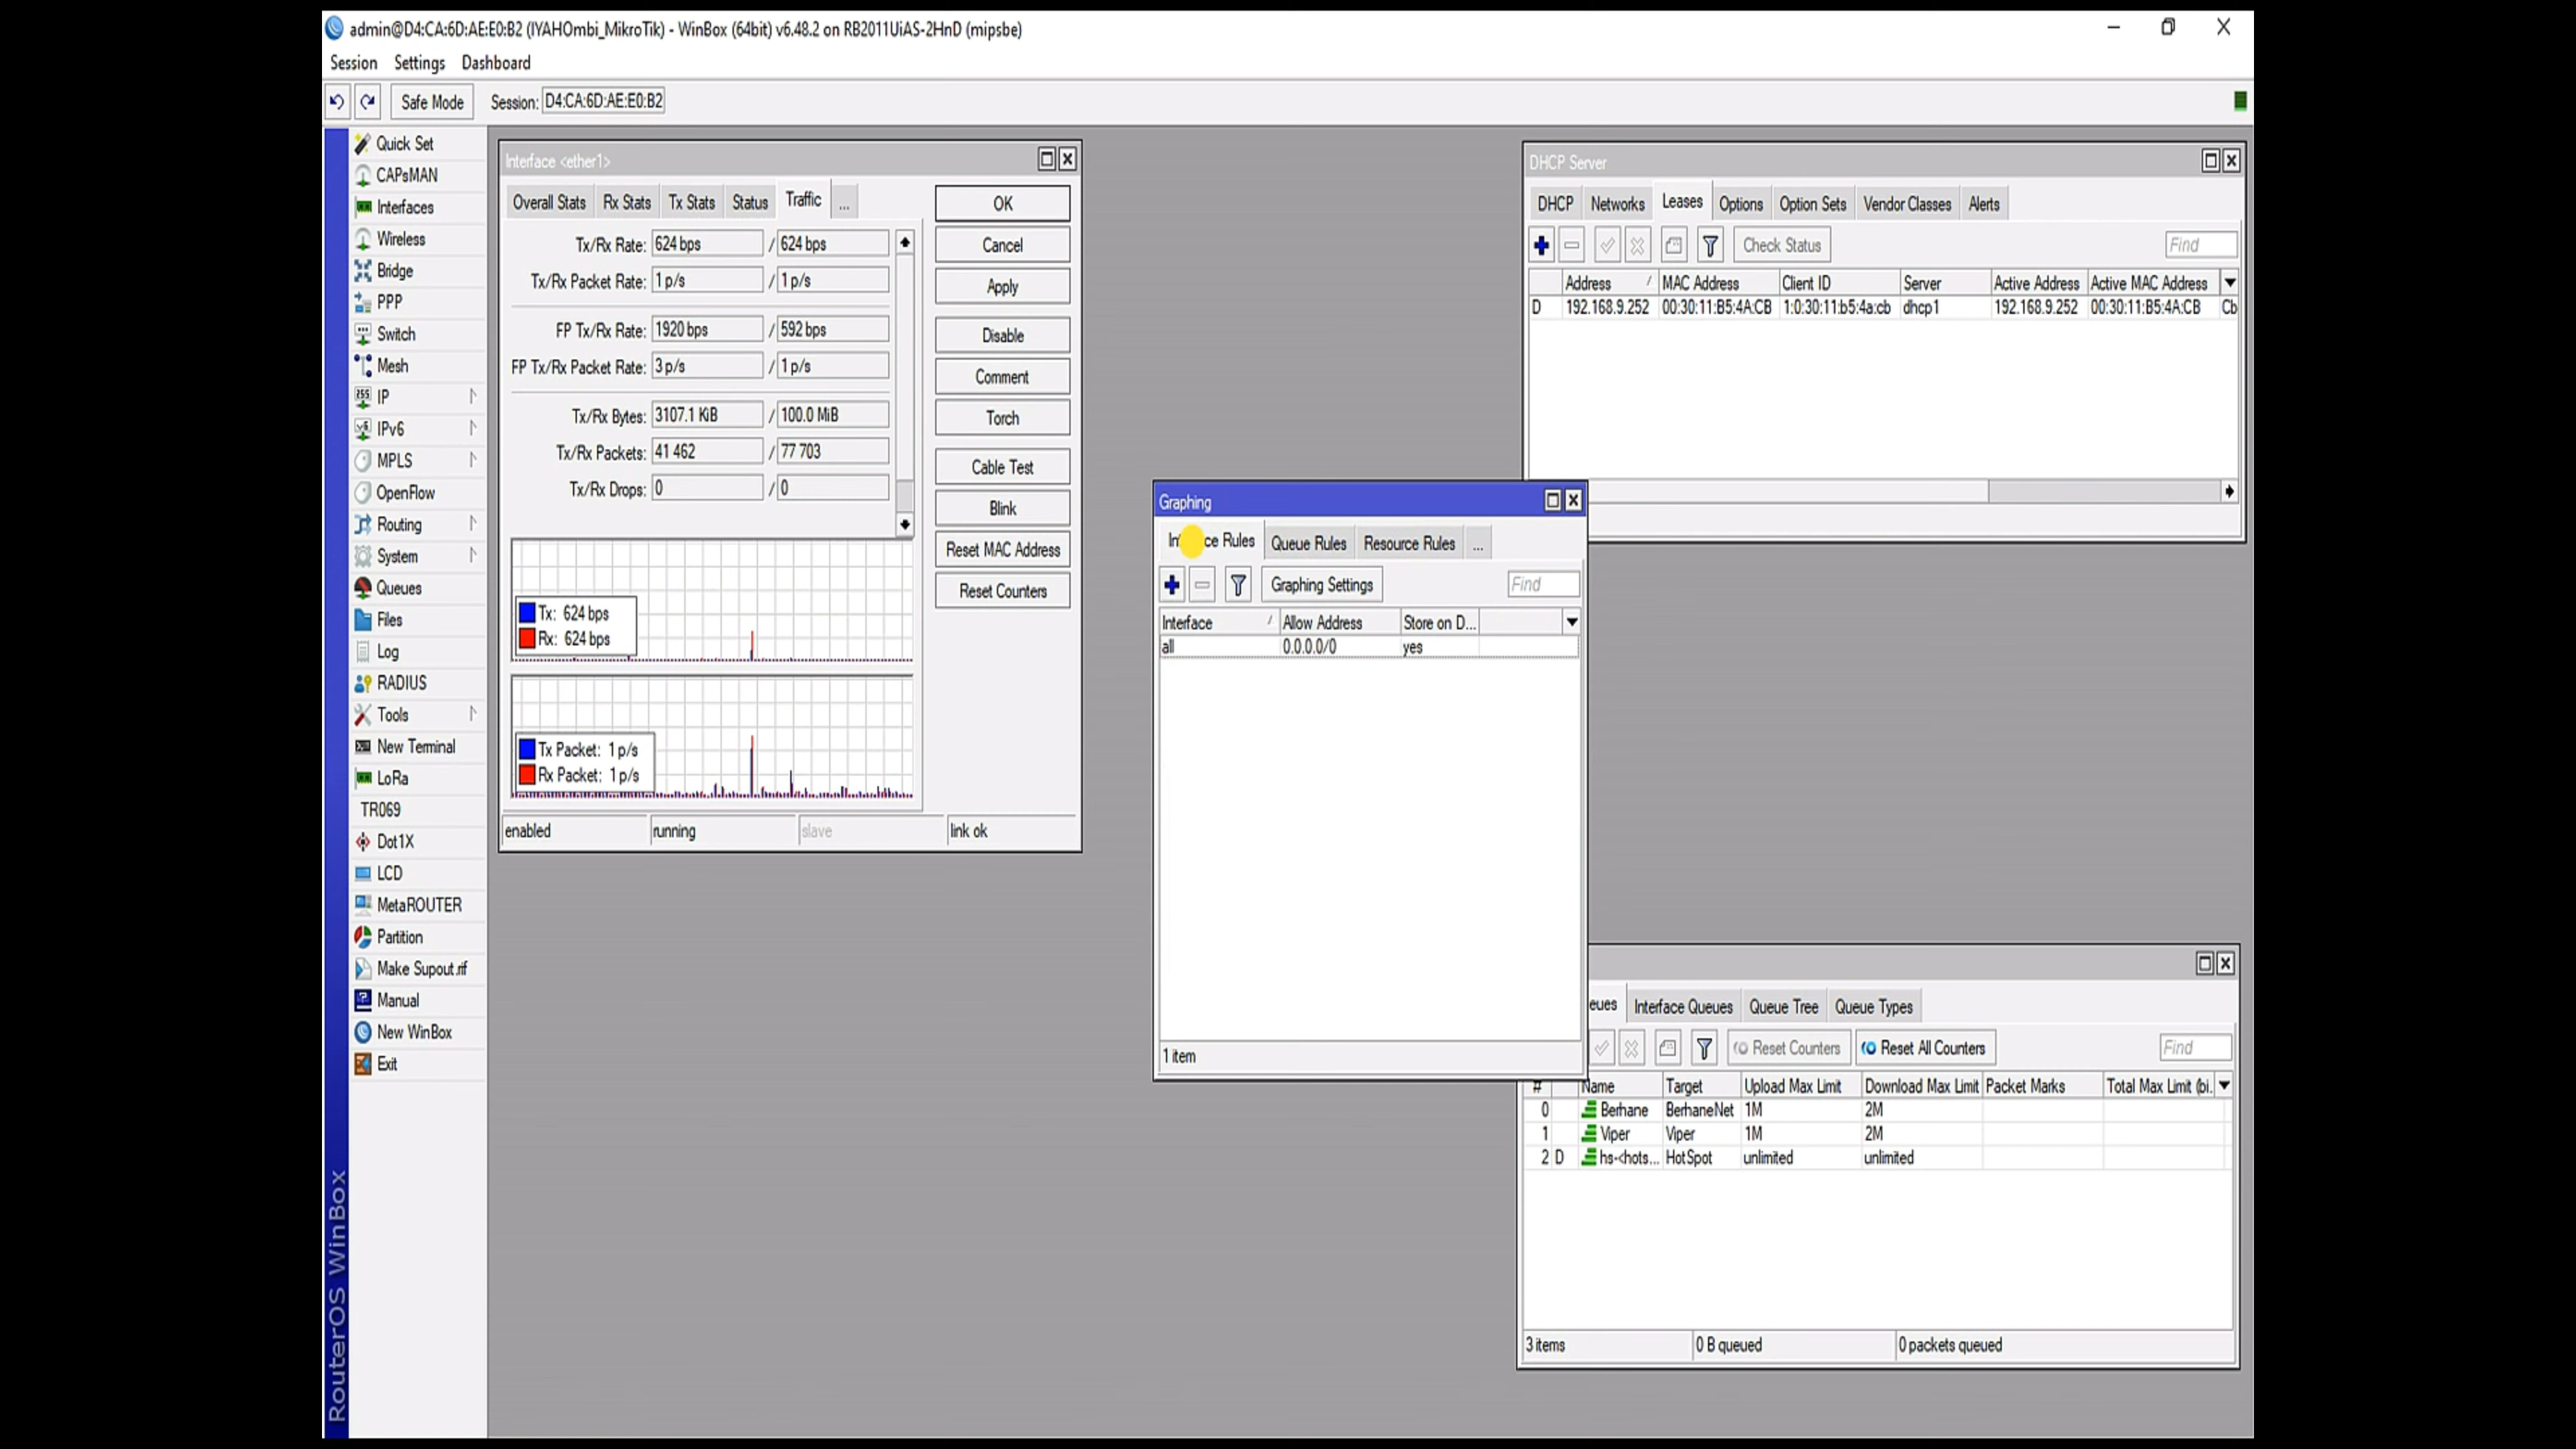 admin@D4:CA:6D:AE:E0:B2 (IYAHOmbi_MikroTik) - WinBox (64bit) v6.48.2 on RB2011UiAS-2HnD (mipsbe)
Session Settings Dashboard
Safe Mode Session: D4:CA:6D:AE:E0:B2
Quick Set
CAPsMAN
Interfaces
Wireless
Bridge
PPP
Switch
Mesh
IP
IPv6
MPLS
OpenFlow
Routing
System
Queues
Files
Log
RADIUS
Tools
New Terminal
LoRa
TR069
Dot1X
LCD
MetaROUTER
Partition
Make Supout.rif
Manual
New WinBox
Exit
RouterOS WinBox
Interface <ether1>
Overall Stats Rx Stats Tx Stats Status Traffic ...
Tx/Rx Rate: 624 bps / 624 bps
Tx/Rx Packet Rate: 1 p/s / 1 p/s
FP Tx/Rx Rate: 1920 bps / 592 bps
FP Tx/Rx Packet Rate: 3 p/s / 1 p/s
Tx/Rx Bytes: 3107.1 KiB / 100.0 MiB
Tx/Rx Packets: 41 462 / 77 703
Tx/Rx Drops: 0 / 0
Tx: 624 bps
Rx: 624 bps
Tx Packet: 1 p/s
Rx Packet: 1 p/s
enabled running slave link ok
OK
Cancel
Apply
Disable
Comment
Torch
Cable Test
Blink
Reset MAC Address
Reset Counters
DHCP Server
DHCP Networks Leases Options Option Sets Vendor Classes Alerts
Check Status Find
Address / MAC Address Client ID Server Active Address Active MAC Address
D 192.168.9.252 00:30:11:B5:4A:CB 1:0:30:11:b5:4a:cb dhcp1 192.168.9.252 00:30:11:B5:4A:CB Cb
Graphing
Rules Queue Rules Resource Rules ...
Graphing Settings Find
Interface / Allow Address Store on D...
all 0.0.0.0/0 yes
1 item
eues Interface Queues Queue Tree Queue Types
Reset Counters Reset All Counters Find
# Name Target Upload Max Limit Download Max Limit Packet Marks Total Max Limit (bi...
0 Berhane BerhaneNet 1M 2M
1 Viper Viper 1M 2M
2 D hs-<hots... HotSpot unlimited unlimited
3 items 0 B queued 0 packets queued